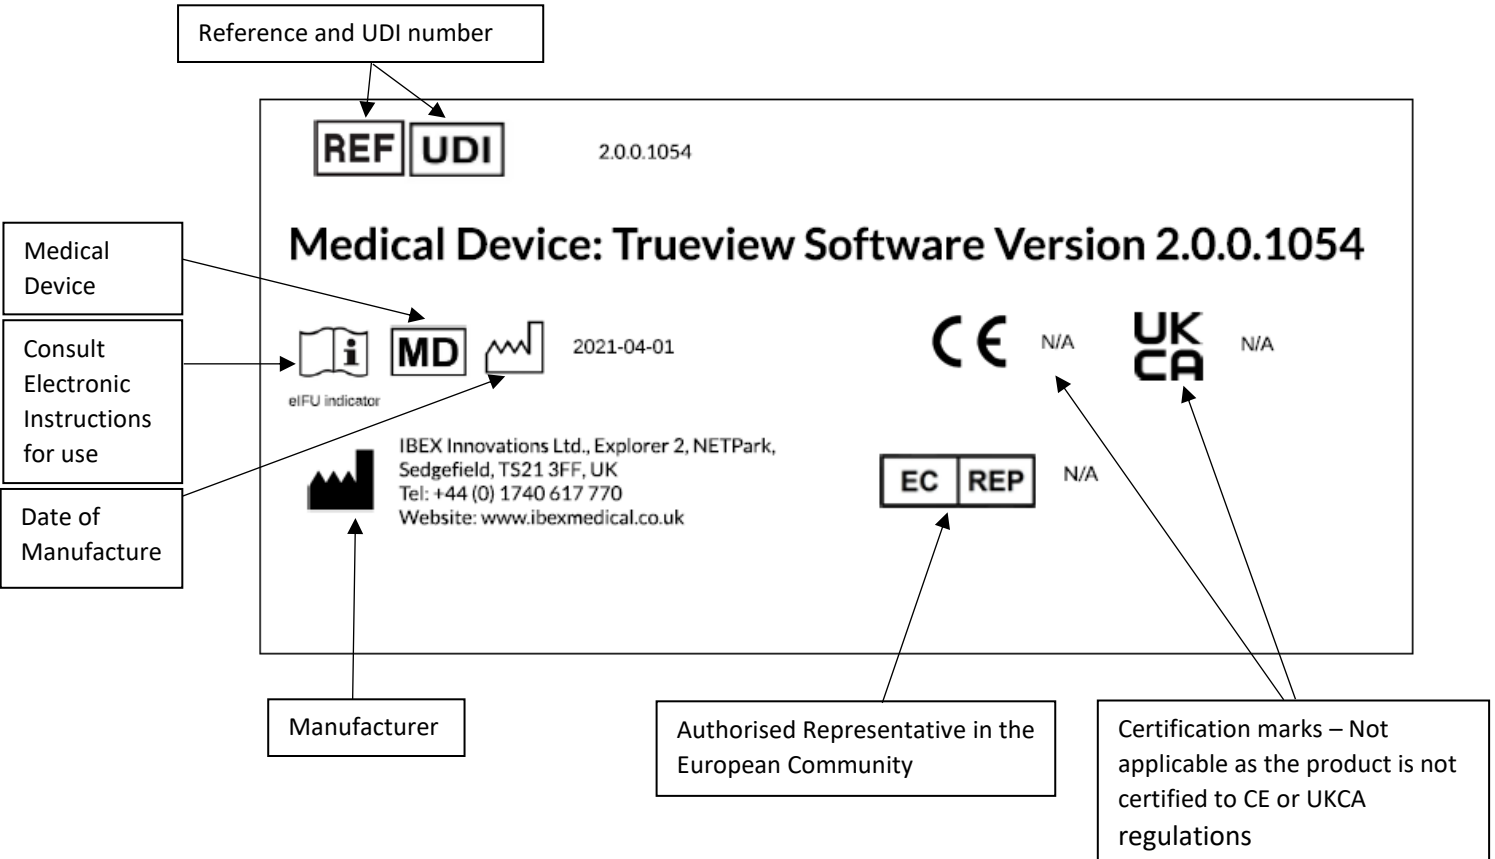 Reference and UDI number
REF UDI 2.0.0.1054
Medical Device: Trueview Software Version 2.0.0.1054
Medical
Device
Consult
Electronic
Instructions
for use
Date of
Manufacture
i MD 2021-04-01
eIFU indicator
CE N/A
UK
CA N/A
IBEX Innovations Ltd., Explorer 2, NETPark,
Sedgefield, TS21 3FF, UK
Tel: +44 (0) 1740 617 770
Website: www.ibexmedical.co.uk
EC REP N/A
Manufacturer
Authorised Representative in the
European Community
Certification marks – Not
applicable as the product is not
certified to CE or UKCA
regulations